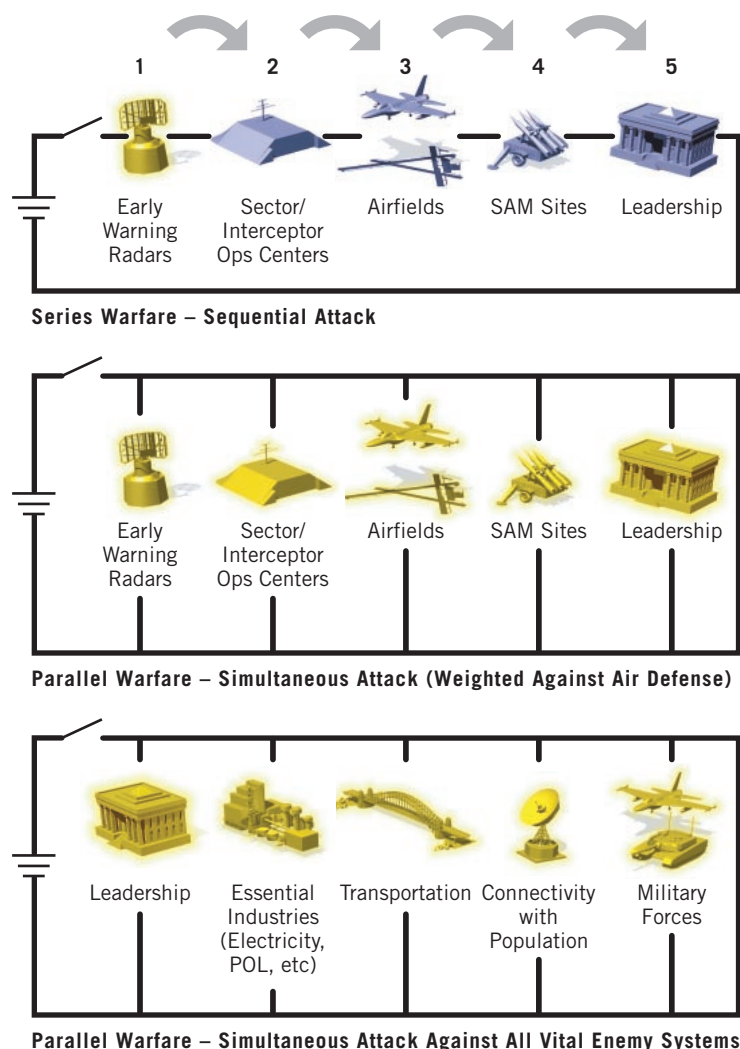 1 2 3 4 5
Early Warning Radars
Sector/ Interceptor Ops Centers
Airfields
SAM Sites
Leadership
Series Warfare – Sequential Attack
Early Warning Radars
Sector/ Interceptor Ops Centers
Airfields
SAM Sites
Leadership
Parallel Warfare – Simultaneous Attack (Weighted Against Air Defense)
Leadership
Essential Industries (Electricity, POL, etc)
Transportation
Connectivity with Population
Military Forces
Parallel Warfare – Simultaneous Attack Against All Vital Enemy Systems